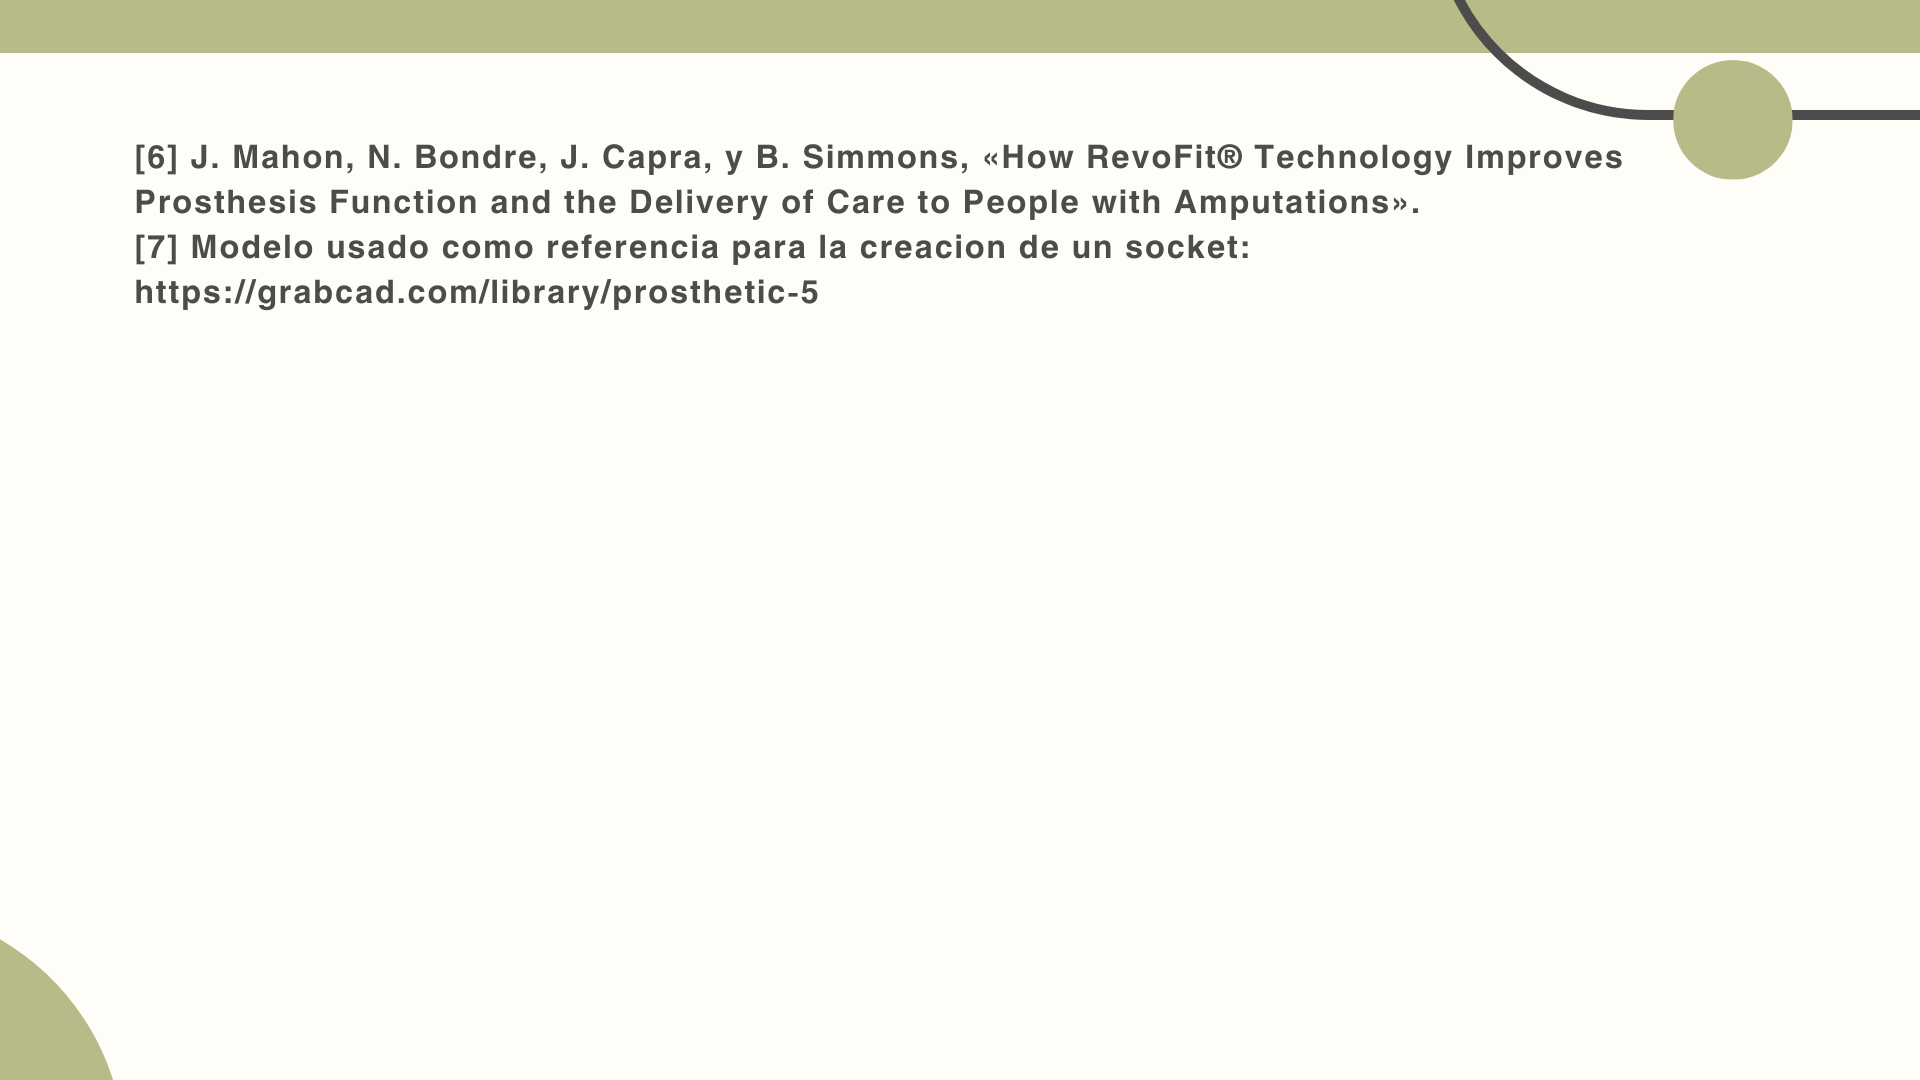 [6] J. Mahon, N. Bondre, J. Capra, y B. Simmons, «How RevoFit® Technology Improves
Prosthesis Function and the Delivery of Care to People with Amputations».
[7] Modelo usado como referencia para la creacion de un socket:
https://grabcad.com/library/prosthetic-5